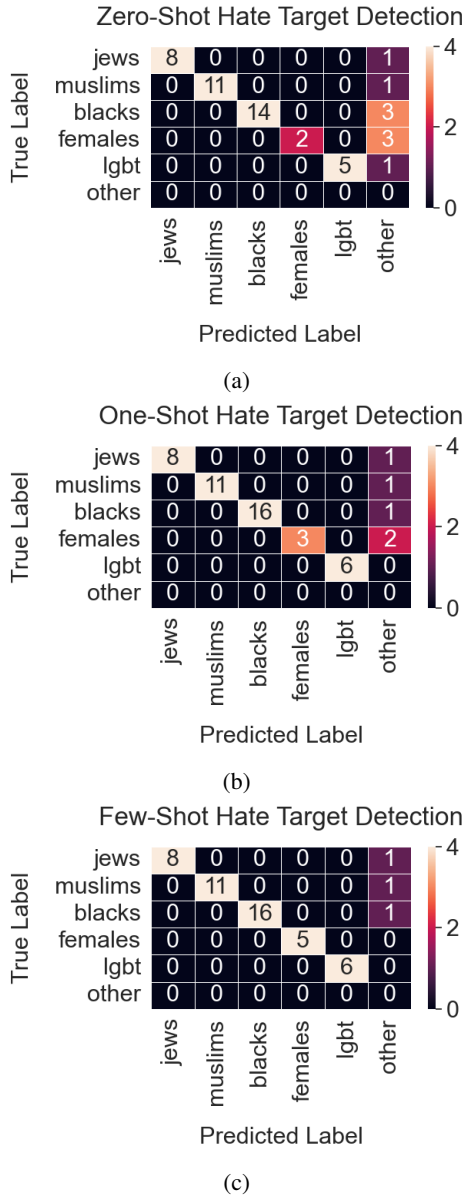 Zero-Shot Hate Target Detection
True Label
jews 8 0 0 0 0 1
muslims 0 11 0 0 0 1
blacks 0 0 14 0 0 3
females 0 0 0 2 0 3
lgbt 0 0 0 0 5 1
other 0 0 0 0 0 0
4
2
0
jews muslims blacks females lgbt other
Predicted Label
(a)
One-Shot Hate Target Detection
True Label
jews 8 0 0 0 0 1
muslims 0 11 0 0 0 1
blacks 0 0 16 0 0 1
females 0 0 0 3 0 2
lgbt 0 0 0 0 6 0
other 0 0 0 0 0 0
4
2
0
jews muslims blacks females lgbt other
Predicted Label
(b)
Few-Shot Hate Target Detection
True Label
jews 8 0 0 0 0 1
muslims 0 11 0 0 0 1
blacks 0 0 16 0 0 1
females 0 0 0 5 0 0
lgbt 0 0 0 0 6 0
other 0 0 0 0 0 0
4
2
0
jews muslims blacks females lgbt other
Predicted Label
(c)